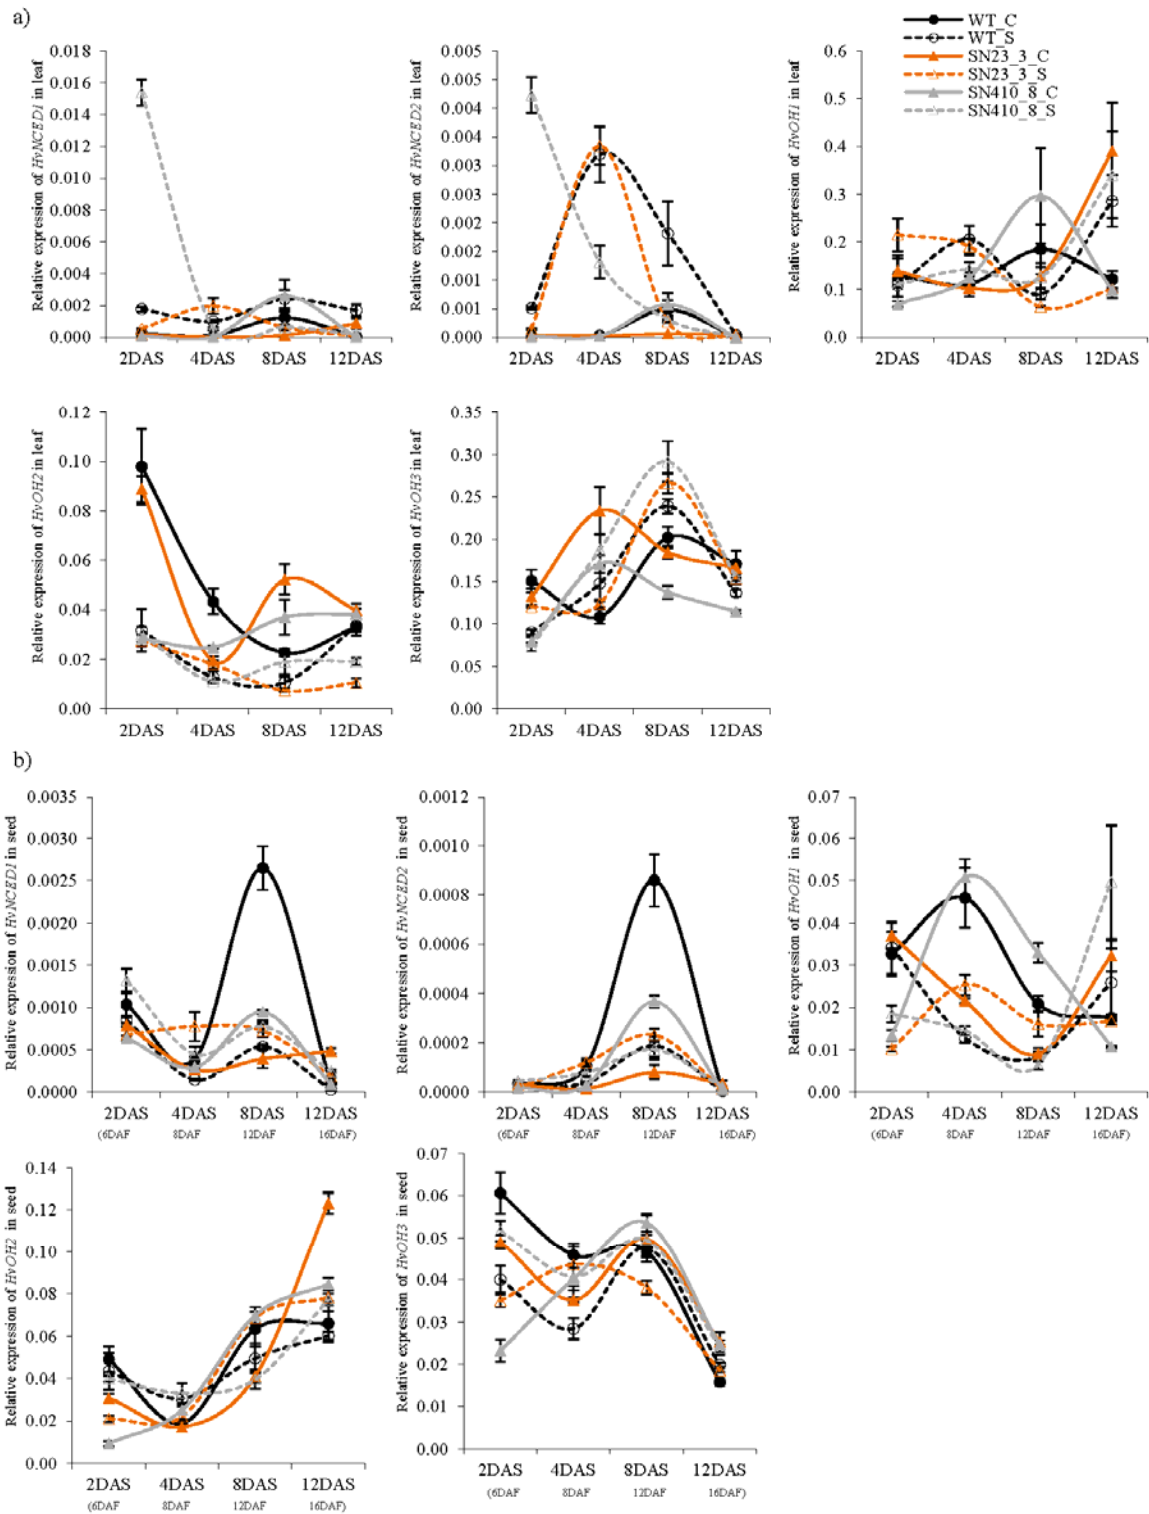 a)
WT_C
WT_S
SN23_3_C
SN23_3_S
SN410_8_C
SN410_8_S
Relative expression of HvNCED1 in leaf
0.018
0.016
0.014
0.012
0.010
0.008
0.006
0.004
0.002
0.000
2DAS 4DAS 8DAS 12DAS
Relative expression of HvNCED2 in leaf
0.005
0.005
0.004
0.004
0.003
0.003
0.002
0.002
0.001
0.001
0.000
2DAS 4DAS 8DAS 12DAS
Relative expression of HvOH1 in leaf
0.6
0.5
0.4
0.3
0.2
0.1
0.0
2DAS 4DAS 8DAS 12DAS
Relative expression of HvOH2 in leaf
0.12
0.10
0.08
0.06
0.04
0.02
0.00
2DAS 4DAS 8DAS 12DAS
Relative expression of HvOH3 in leaf
0.35
0.30
0.25
0.20
0.15
0.10
0.05
0.00
2DAS 4DAS 8DAS 12DAS
b)
Relative expression of HvNCED1 in seed
0.0035
0.0030
0.0025
0.0020
0.0015
0.0010
0.0005
0.0000
2DAS 4DAS 8DAS 12DAS
(6DAF 8DAF 12DAF 16DAF)
Relative expression of HvNCED2 in seed
0.0012
0.0010
0.0008
0.0006
0.0004
0.0002
0.0000
2DAS 4DAS 8DAS 12DAS
(6DAF 8DAF 12DAF 16DAF)
Relative expression of HvOH1 in seed
0.07
0.06
0.05
0.04
0.03
0.02
0.01
0.00
2DAS 4DAS 8DAS 12DAS
(6DAF 8DAF 12DAF 16DAF)
Relative expression of HvOH2 in seed
0.14
0.12
0.10
0.08
0.06
0.04
0.02
0.00
2DAS 4DAS 8DAS 12DAS
(6DAF 8DAF 12DAF 16DAF)
Relative expression of HvOH3 in seed
0.07
0.06
0.05
0.04
0.03
0.02
0.01
0.00
2DAS 4DAS 8DAS 12DAS
(6DAF 8DAF 12DAF 16DAF)